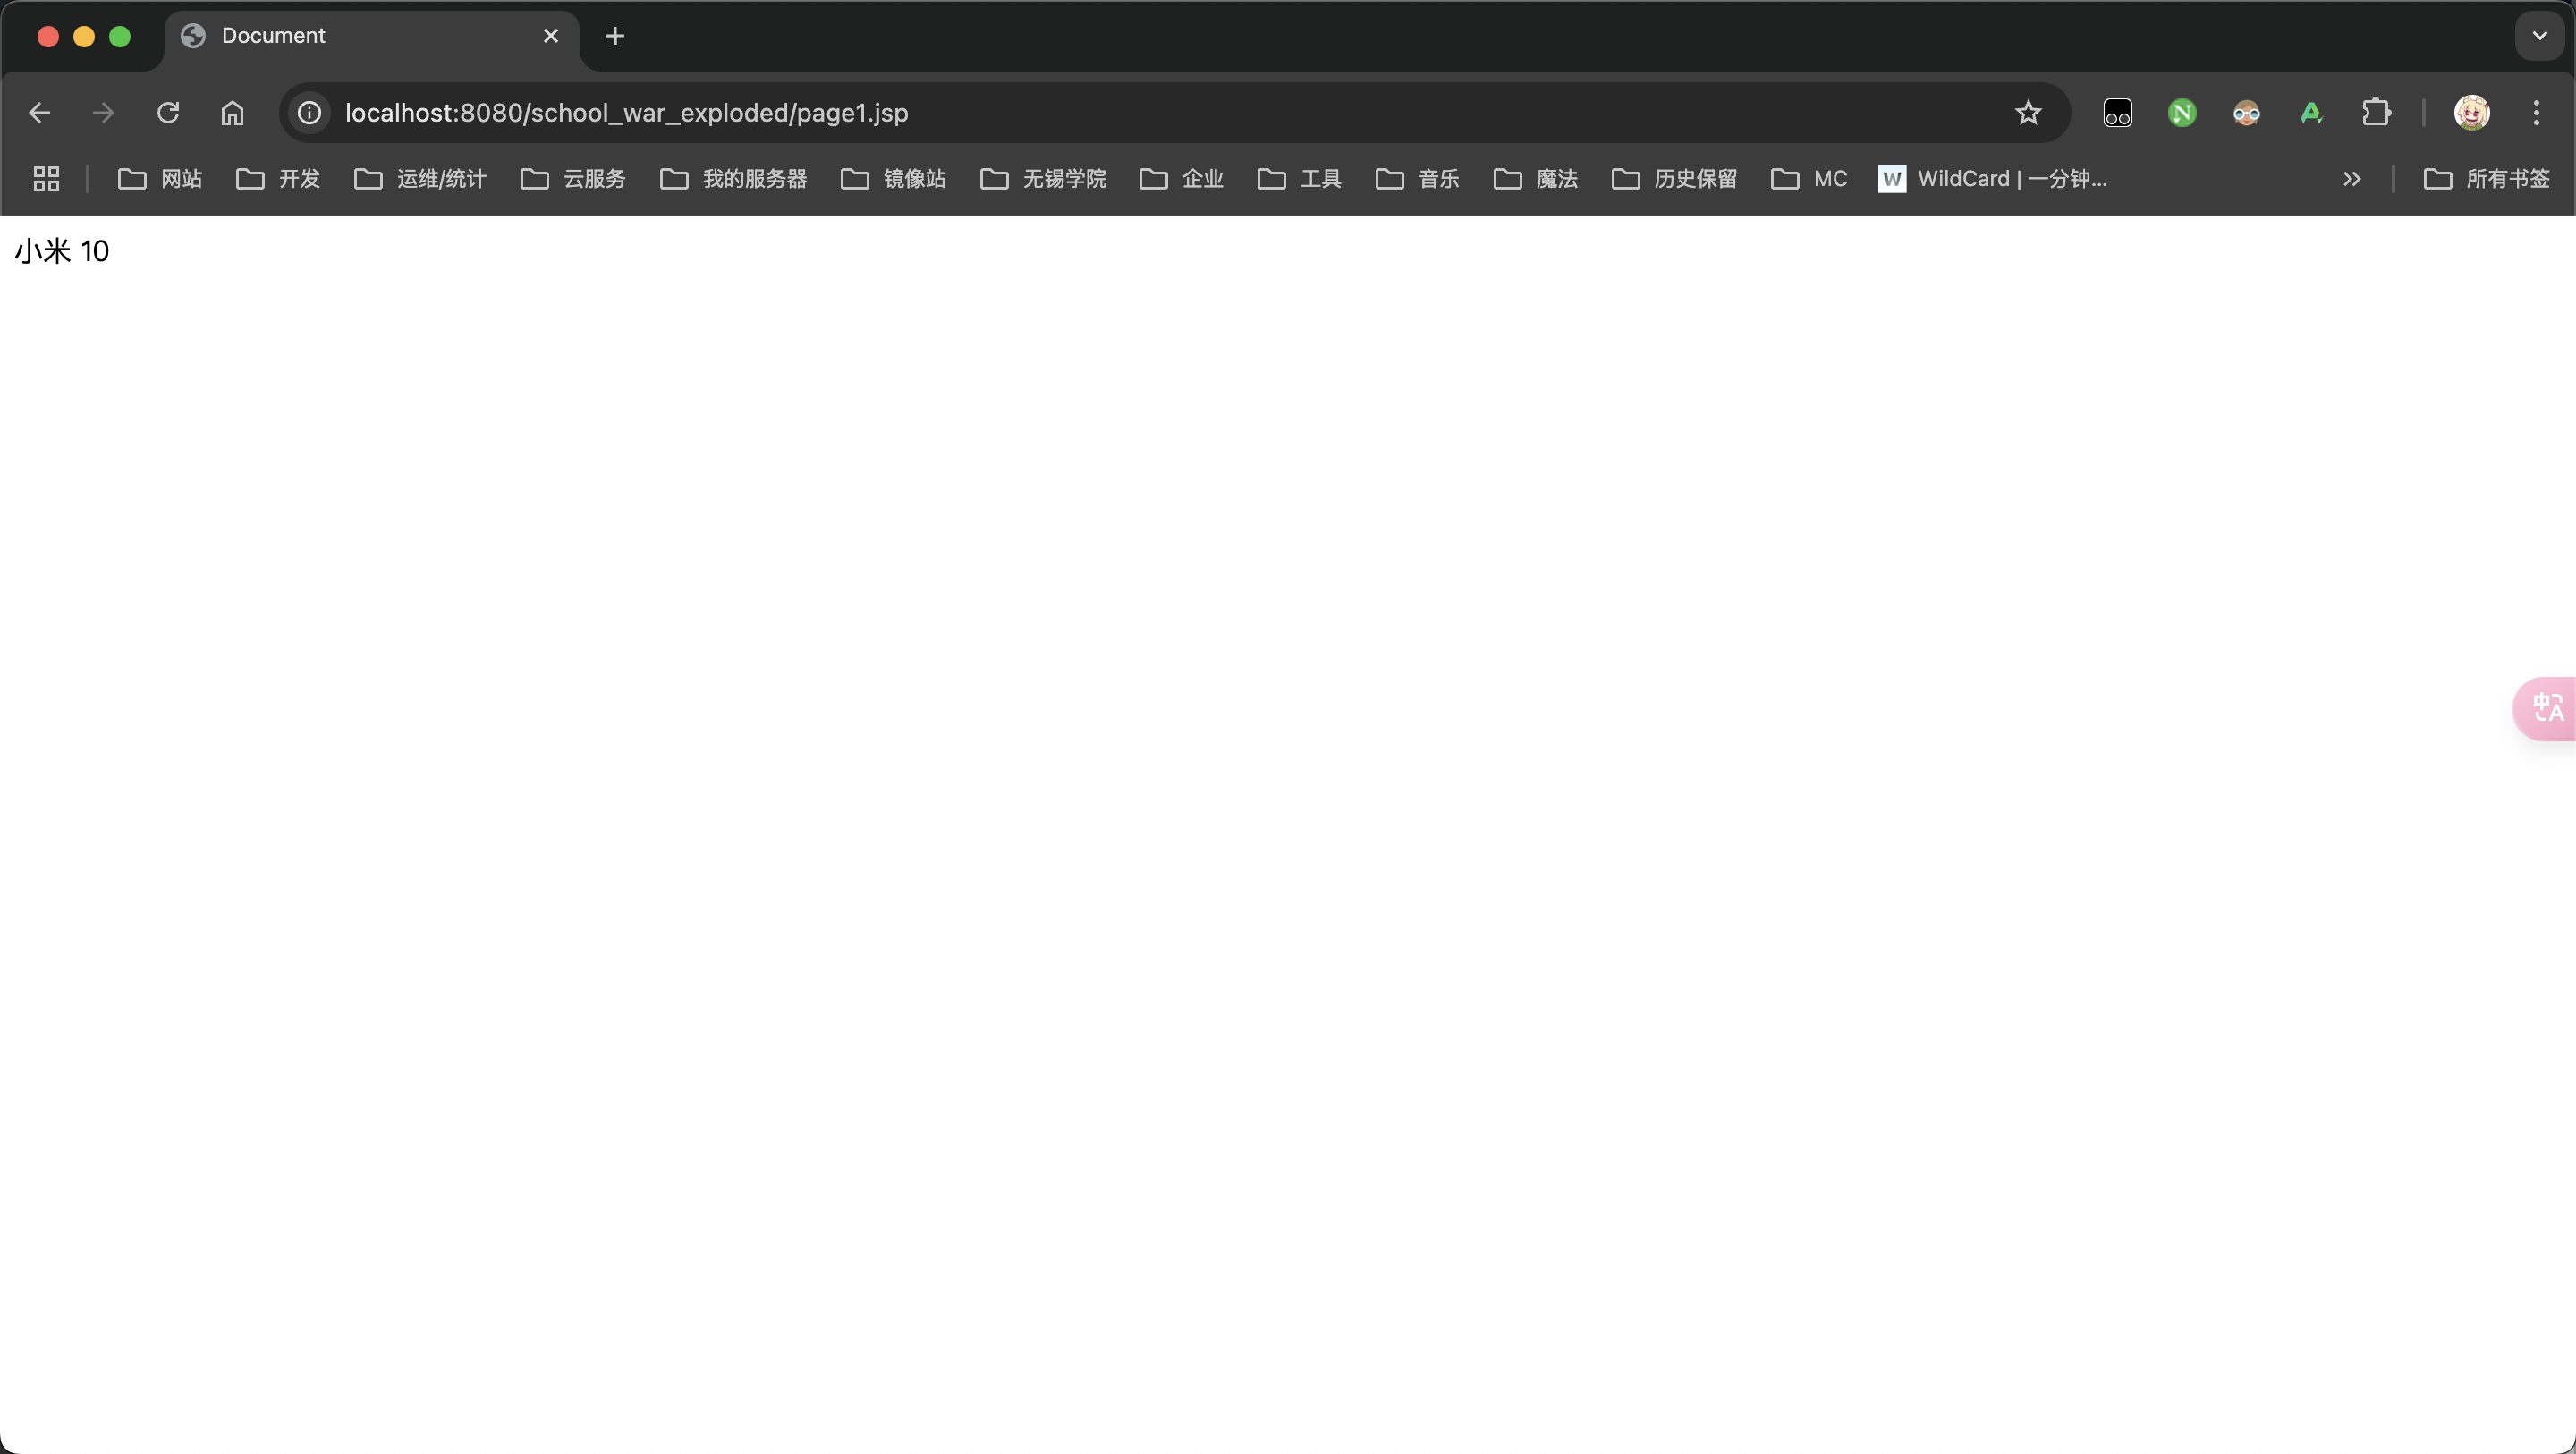 Document
localhost:8080/school_war_exploded/page1.jsp
网站 开发 运维/统计 云服务 我的服务器 镜像站 无锡学院 企业 工具 音乐 魔法 历史保留 MC W WildCard | 一分钟... 所有书签
小米 10